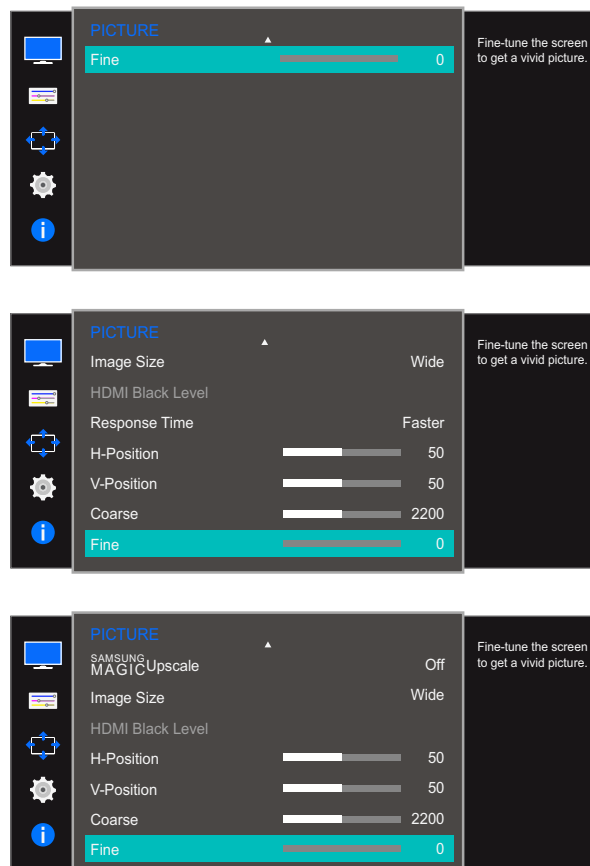 PICTURE
Fine 0
Fine-tune the screen
to get a vivid picture.
PICTURE
Image Size Wide
HDMI Black Level
Response Time Faster
H-Position 50
V-Position 50
Coarse 2200
Fine 0
Fine-tune the screen
to get a vivid picture.
PICTURE
SAMSUNG
MAGIC Upscale Off
Image Size Wide
HDMI Black Level
H-Position 50
V-Position 50
Coarse 2200
Fine 0
Fine-tune the screen
to get a vivid picture.